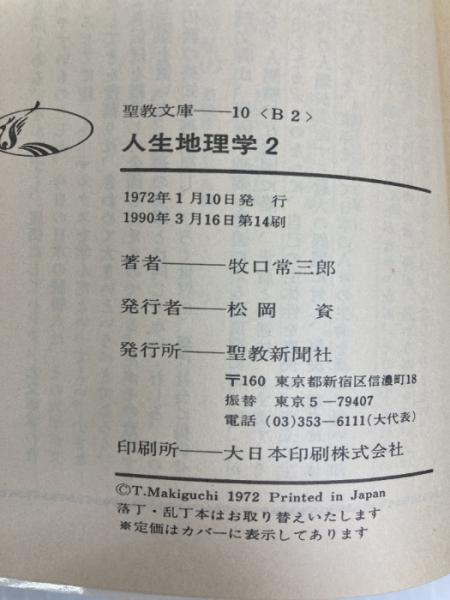 聖教文庫――10〈B2〉
人生地理学2
1972年1月10日発 行
1990年3月16日第14刷
著者――牧口常三郎
発行者――松岡 資
発行所――聖教新聞社
〒160 東京都新宿区信濃町18
振替 東京5-79407
電話 (03)353-6111(大代表)
印刷所――大日本印刷株式会社
©T.Makiguchi 1972 Printed in Japan
落丁・乱丁本はお取り替えいたします
※定価はカバーに表示してあります